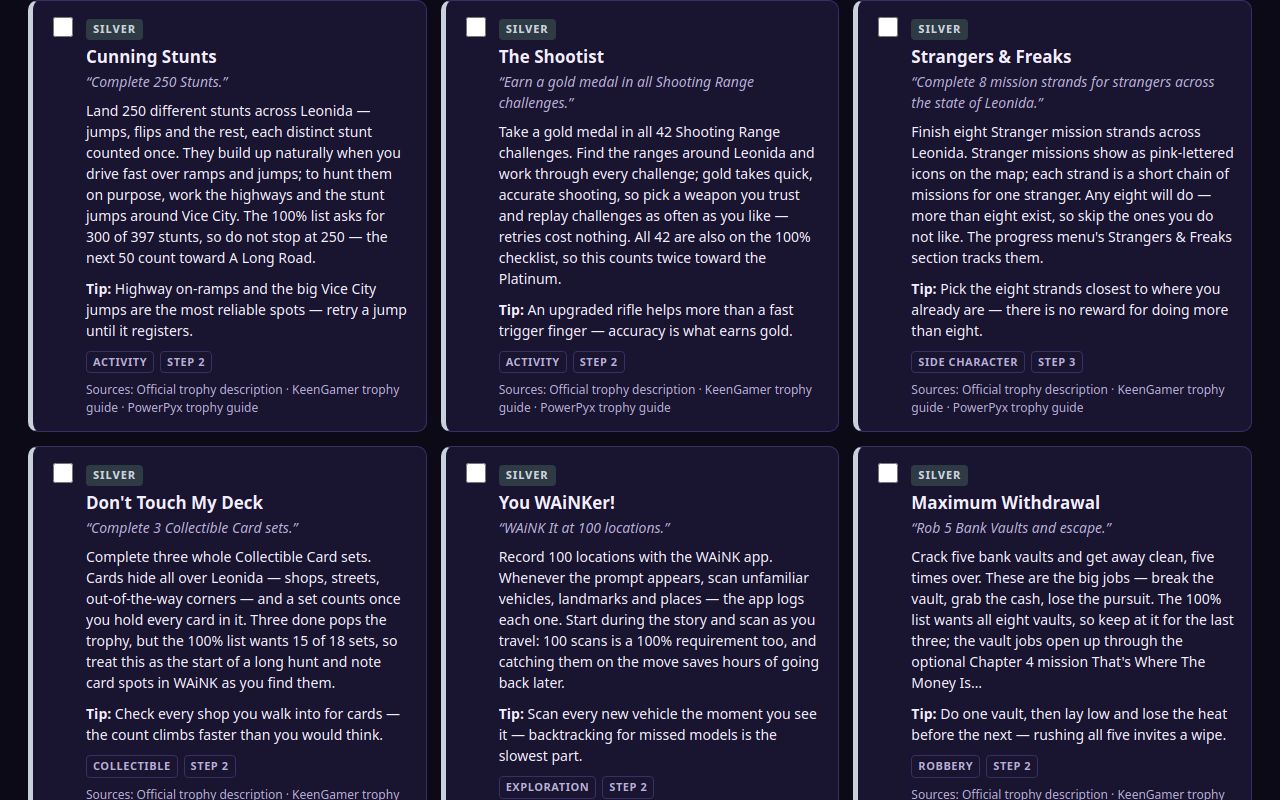 SILVER
Cunning Stunts
“Complete 250 Stunts.”
Land 250 different stunts across Leonida —
jumps, flips and the rest, each distinct stunt
counted once. They build up naturally when you
drive fast over ramps and jumps; to hunt them
on purpose, work the highways and the stunt
jumps around Vice City. The 100% list asks for
300 of 397 stunts, so do not stop at 250 — the
next 50 count toward A Long Road.
Tip: Highway on-ramps and the big Vice City
jumps are the most reliable spots — retry a jump
until it registers.
ACTIVITY STEP 2
Sources: Official trophy description · KeenGamer trophy
guide · PowerPyx trophy guide
SILVER
The Shootist
“Earn a gold medal in all Shooting Range
challenges.”
Take a gold medal in all 42 Shooting Range
challenges. Find the ranges around Leonida and
work through every challenge; gold takes quick,
accurate shooting, so pick a weapon you trust
and replay challenges as often as you like —
retries cost nothing. All 42 are also on the 100%
checklist, so this counts twice toward the
Platinum.
Tip: An upgraded rifle helps more than a fast
trigger finger — accuracy is what earns gold.
ACTIVITY STEP 2
Sources: Official trophy description · KeenGamer trophy
guide · PowerPyx trophy guide
SILVER
Strangers & Freaks
“Complete 8 mission strands for strangers across
the state of Leonida.”
Finish eight Stranger mission strands across
Leonida. Stranger missions show as pink-lettered
icons on the map; each strand is a short chain of
missions for one stranger. Any eight will do —
more than eight exist, so skip the ones you do
not like. The progress menu's Strangers & Freaks
section tracks them.
Tip: Pick the eight strands closest to where you
already are — there is no reward for doing more
than eight.
SIDE CHARACTER STEP 3
Sources: Official trophy description · KeenGamer trophy
guide · PowerPyx trophy guide
SILVER
Don't Touch My Deck
“Complete 3 Collectible Card sets.”
Complete three whole Collectible Card sets.
Cards hide all over Leonida — shops, streets,
out-of-the-way corners — and a set counts once
you hold every card in it. Three done pops the
trophy, but the 100% list wants 15 of 18 sets, so
treat this as the start of a long hunt and note
card spots in WAiNK as you find them.
Tip: Check every shop you walk into for cards —
the count climbs faster than you would think.
COLLECTIBLE STEP 2
Sources: Official trophy description · KeenGamer trophy
SILVER
You WAiNKer!
“WAiNK It at 100 locations.”
Record 100 locations with the WAiNK app.
Whenever the prompt appears, scan unfamiliar
vehicles, landmarks and places — the app logs
each one. Start during the story and scan as you
travel: 100 scans is a 100% requirement too, and
catching them on the move saves hours of going
back later.
Tip: Scan every new vehicle the moment you see
it — backtracking for missed models is the
slowest part.
EXPLORATION STEP 2
SILVER
Maximum Withdrawal
“Rob 5 Bank Vaults and escape.”
Crack five bank vaults and get away clean, five
times over. These are the big jobs — break the
vault, grab the cash, lose the pursuit. The 100%
list wants all eight vaults, so keep at it for the last
three; the vault jobs open up through the
optional Chapter 4 mission That's Where The
Money Is…
Tip: Do one vault, then lay low and lose the heat
before the next — rushing all five invites a wipe.
ROBBERY STEP 2
Sources: Official trophy description · KeenGamer trophy